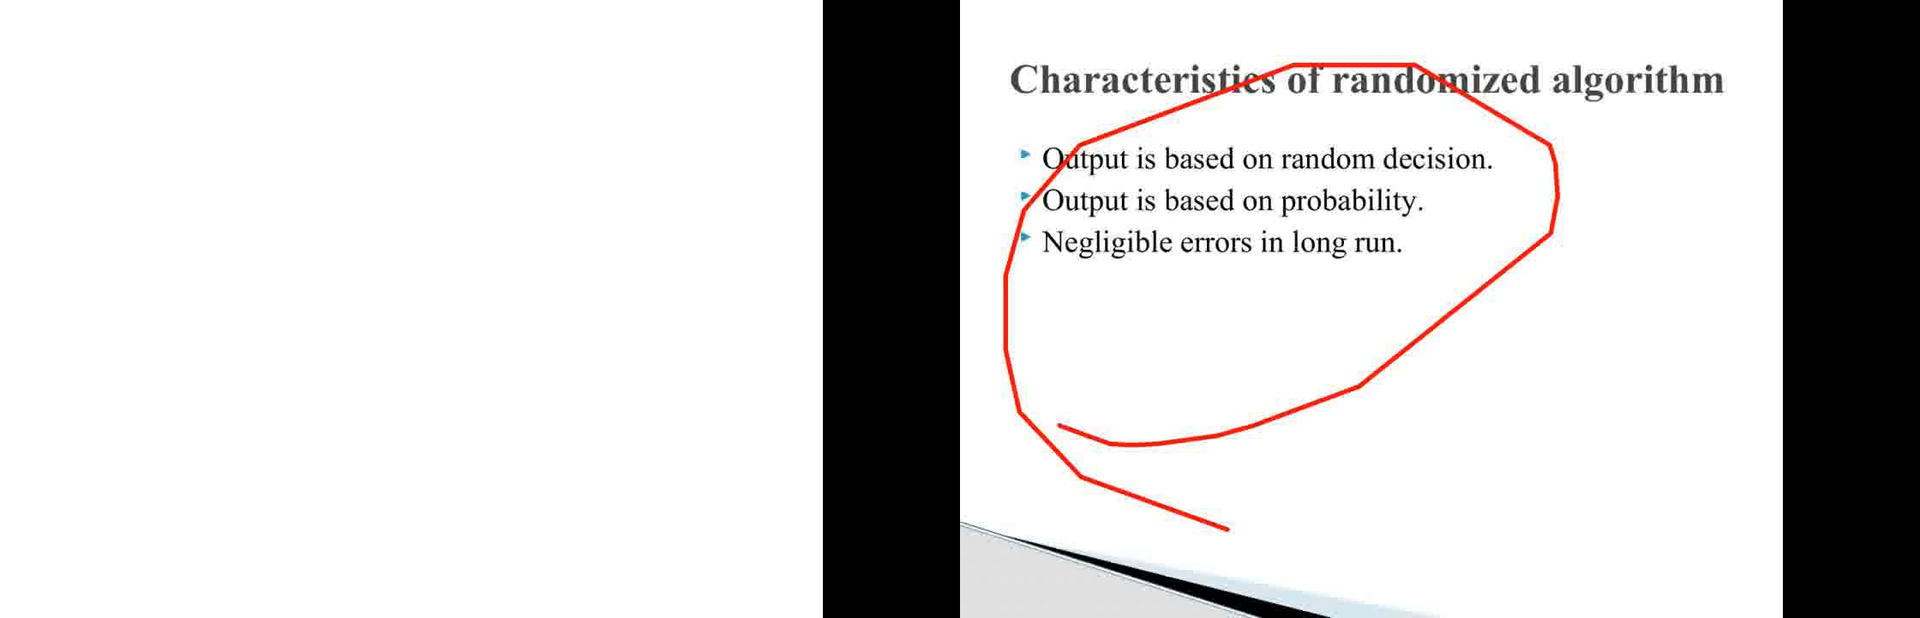 Characteristics of randomized algorithm
Output is based on random decision.
Output is based on probability.
Negligible errors in long run.